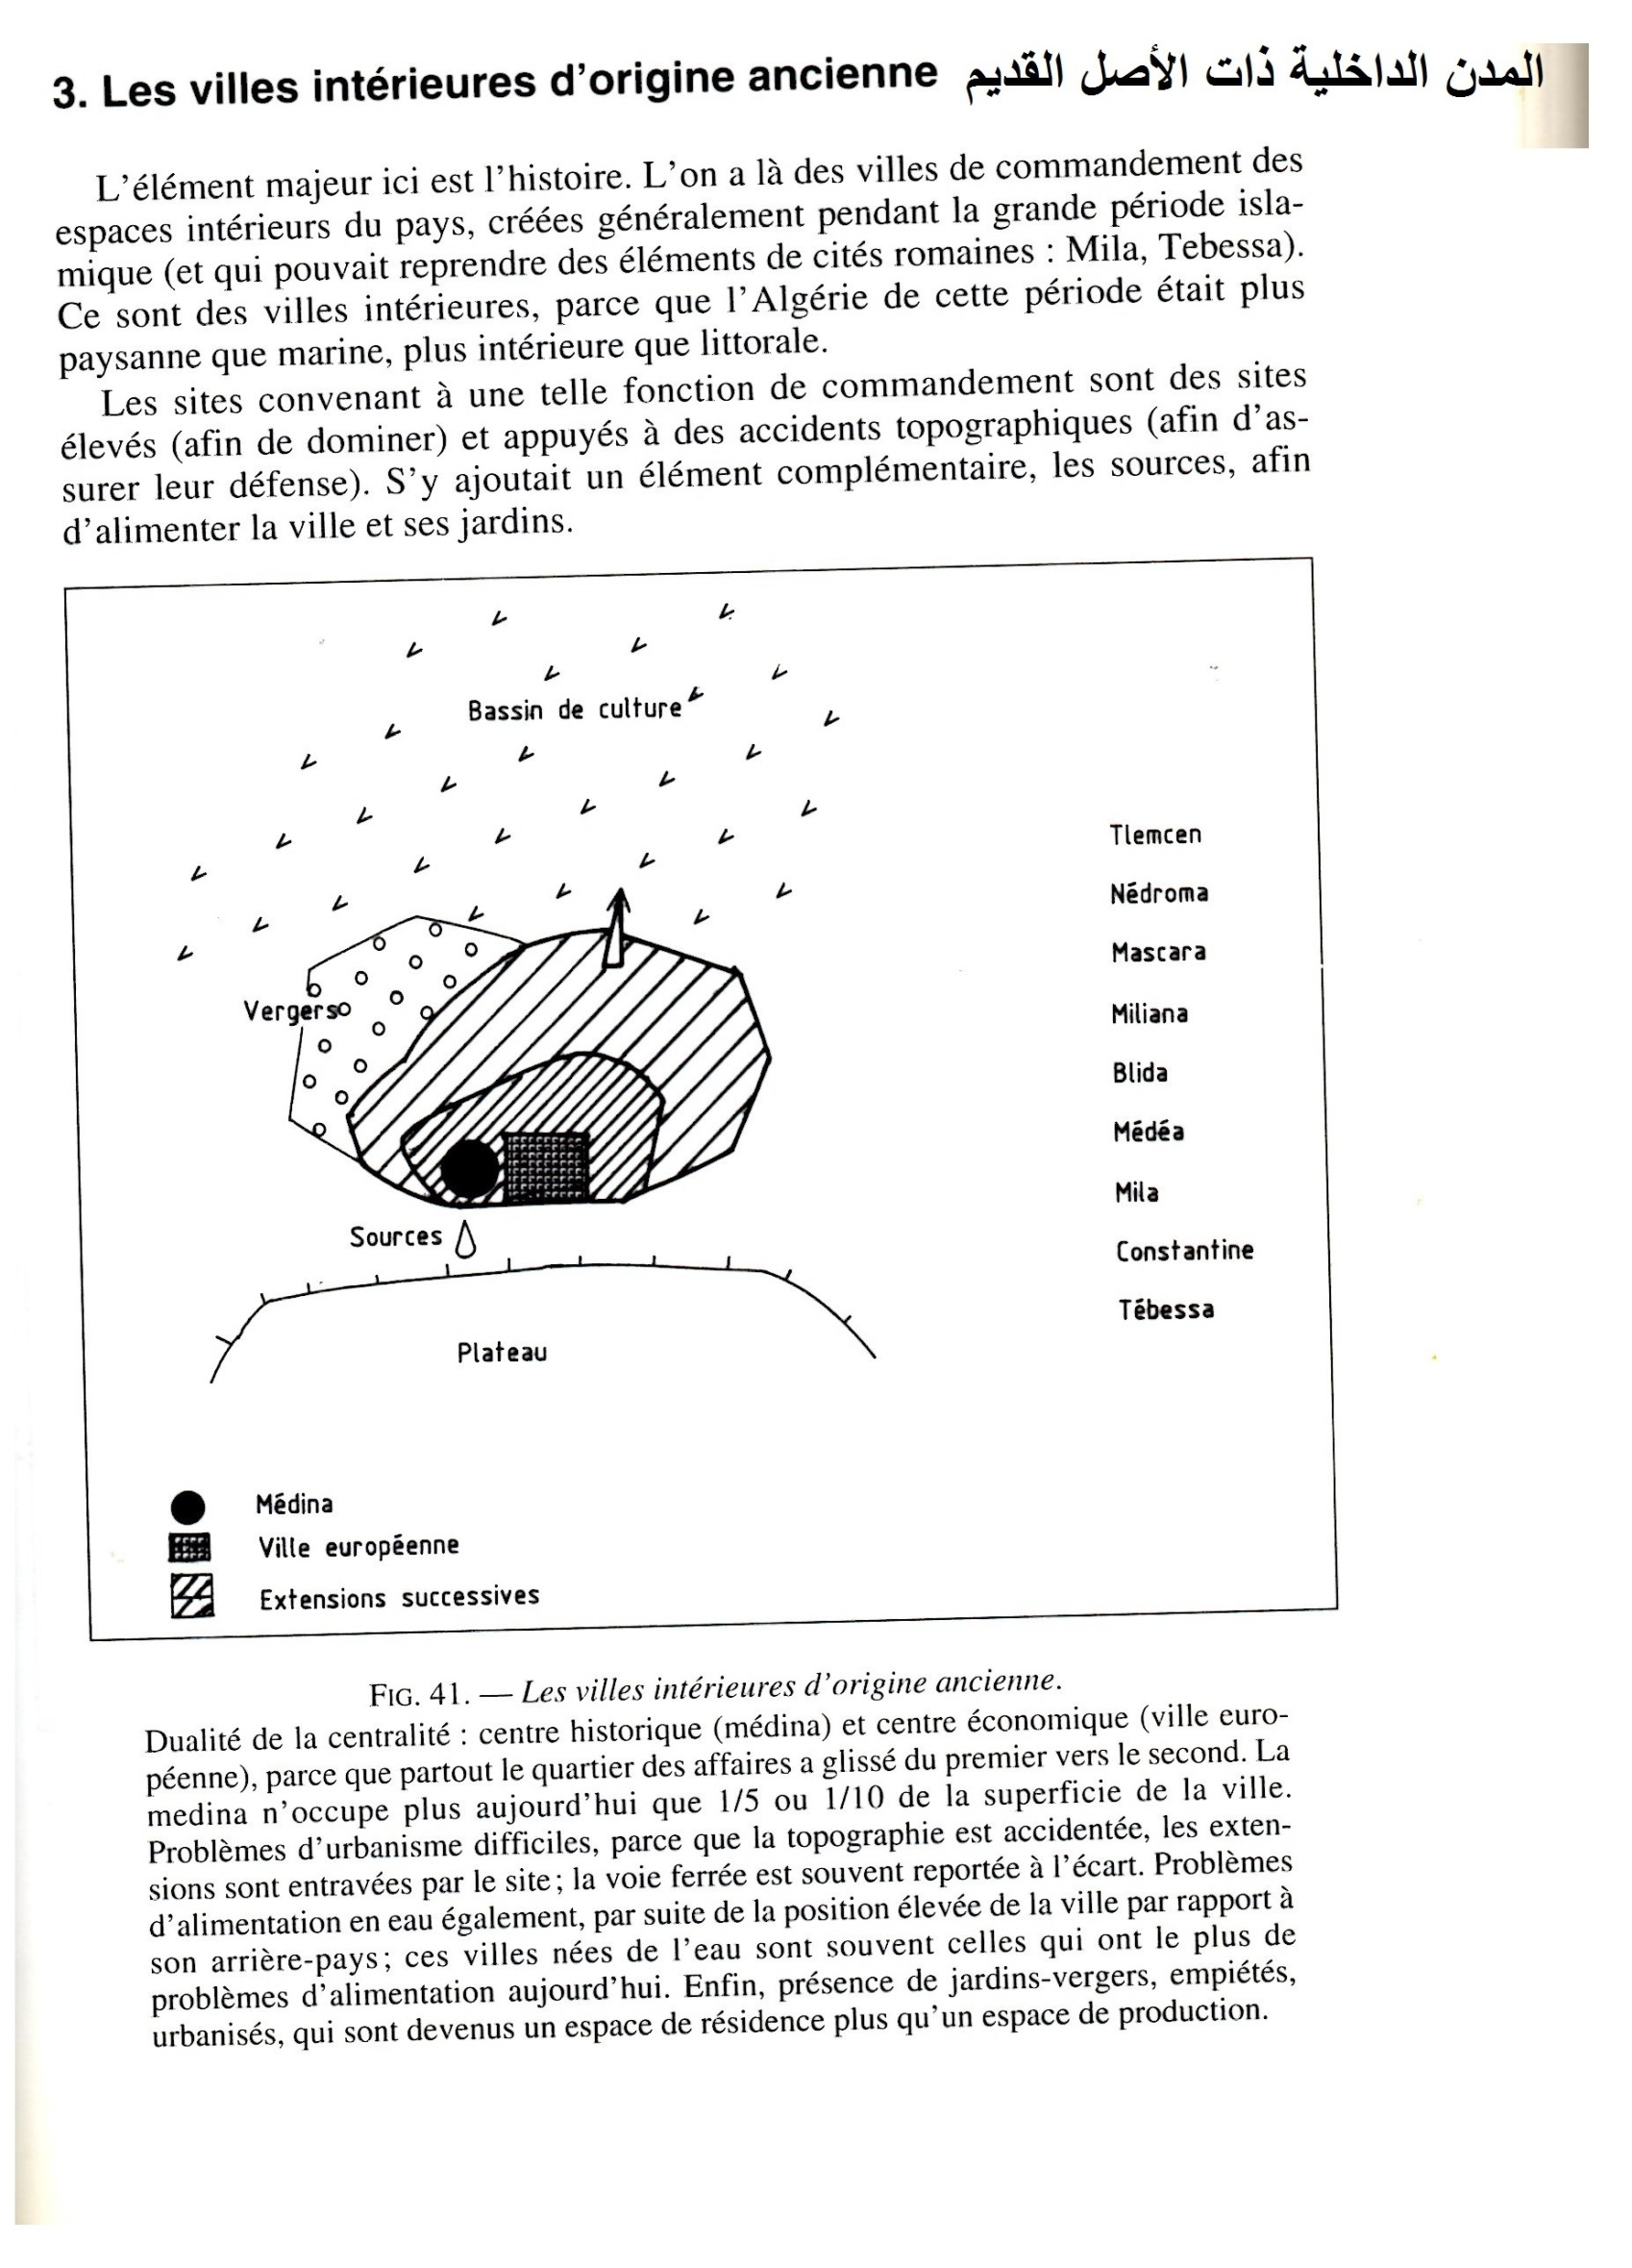 3. Les villes intérieures d'origine ancienne المدن الداخلية ذات الأصل القديم
L'élément majeur ici est l'histoire. L'on a là des villes de commandement des
espaces intérieurs du pays, créées généralement pendant la grande période isla-
mique (et qui pouvait reprendre des éléments de cités romaines : Mila, Tebessa).
Ce sont des villes intérieures, parce que l'Algérie de cette période était plus
paysanne que marine, plus intérieure que littorale.
Les sites convenant à une telle fonction de commandement sont des sites
élevés (afin de dominer) et appuyés à des accidents topographiques (afin d'as-
surer leur défense). S'y ajoutait un élément complémentaire, les sources, afin
d'alimenter la ville et ses jardins.
Bassin de culture
Vergers
Sources
Plateau
Tlemcen
Nédroma
Mascara
Miliana
Blida
Médéa
Mila
Constantine
Tébessa
Médina
Ville européenne
Extensions successives
FIG. 41. — Les villes intérieures d'origine ancienne.
Dualité de la centralité : centre historique (médina) et centre économique (ville euro-
péenne), parce que partout le quartier des affaires a glissé du premier vers le second. La
medina n'occupe plus aujourd'hui que 1/5 ou 1/10 de la superficie de la ville.
Problèmes d'urbanisme difficiles, parce que la topographie est accidentée, les exten-
sions sont entravées par le site ; la voie ferrée est souvent reportée à l'écart. Problèmes
d'alimentation en eau également, par suite de la position élevée de la ville par rapport à
son arrière-pays ; ces villes nées de l'eau sont souvent celles qui ont le plus de
problèmes d'alimentation aujourd'hui. Enfin, présence de jardins-vergers, empiétés,
urbanisés, qui sont devenus un espace de résidence plus qu'un espace de production.